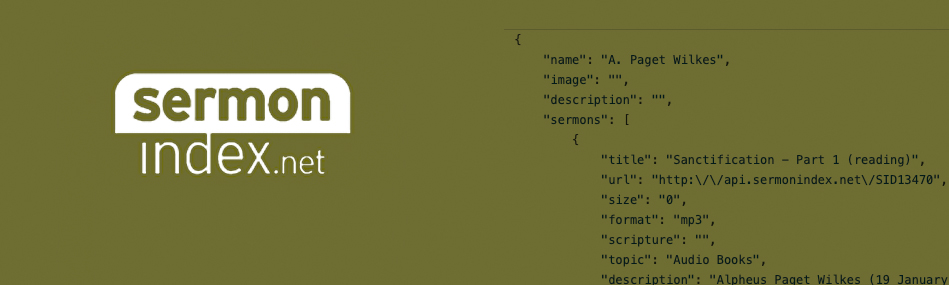 sermon
index.net
{
"name": "A. Paget Wilkes",
"image": "",
"description": "",
"sermons": [
{
"title": "Sanctification - Part 1 (reading)",
"url": "http:\/\/api.sermonindex.net\/SID13470",
"size": "0",
"format": "mp3",
"scripture": "",
"topic": "Audio Books",
"description": "Alpheus Paget Wilkes (19 January